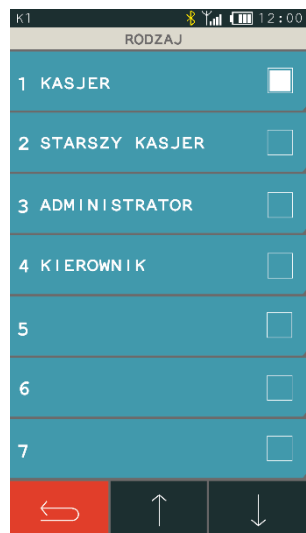 K1 12:00
RODZAJ
1 KASJER
2 STARSZY KASJER
3 ADMINISTRATOR
4 KIEROWNIK
5
6
7